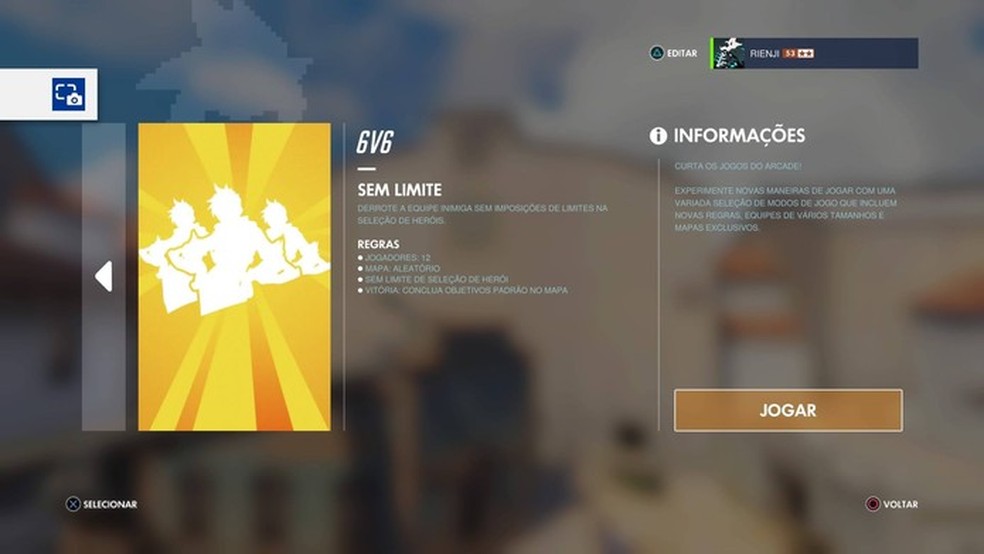 EDITAR
RIENJI 53
6V6
SEM LIMITE
DERROTE A EQUIPE INIMIGA SEM IMPOSIÇÕES DE LIMITES NA
SELEÇÃO DE HERÓIS.
REGRAS
● JOGADORES: 12
● MAPA: ALEATÓRIO
● SEM LIMITE DE SELEÇÃO DE HERÓI
● VITÓRIA: CONCLUA OBJETIVOS PADRÃO NO MAPA
INFORMAÇÕES
CURTA OS JOGOS DO ARCADE!
EXPERIMENTE NOVAS MANEIRAS DE JOGAR COM UMA
VARIADA SELEÇÃO DE MODOS DE JOGO QUE INCLUEM
NOVAS REGRAS, EQUIPES DE VÁRIOS TAMANHOS E
MAPAS EXCLUSIVOS.
JOGAR
SELECIONAR
VOLTAR